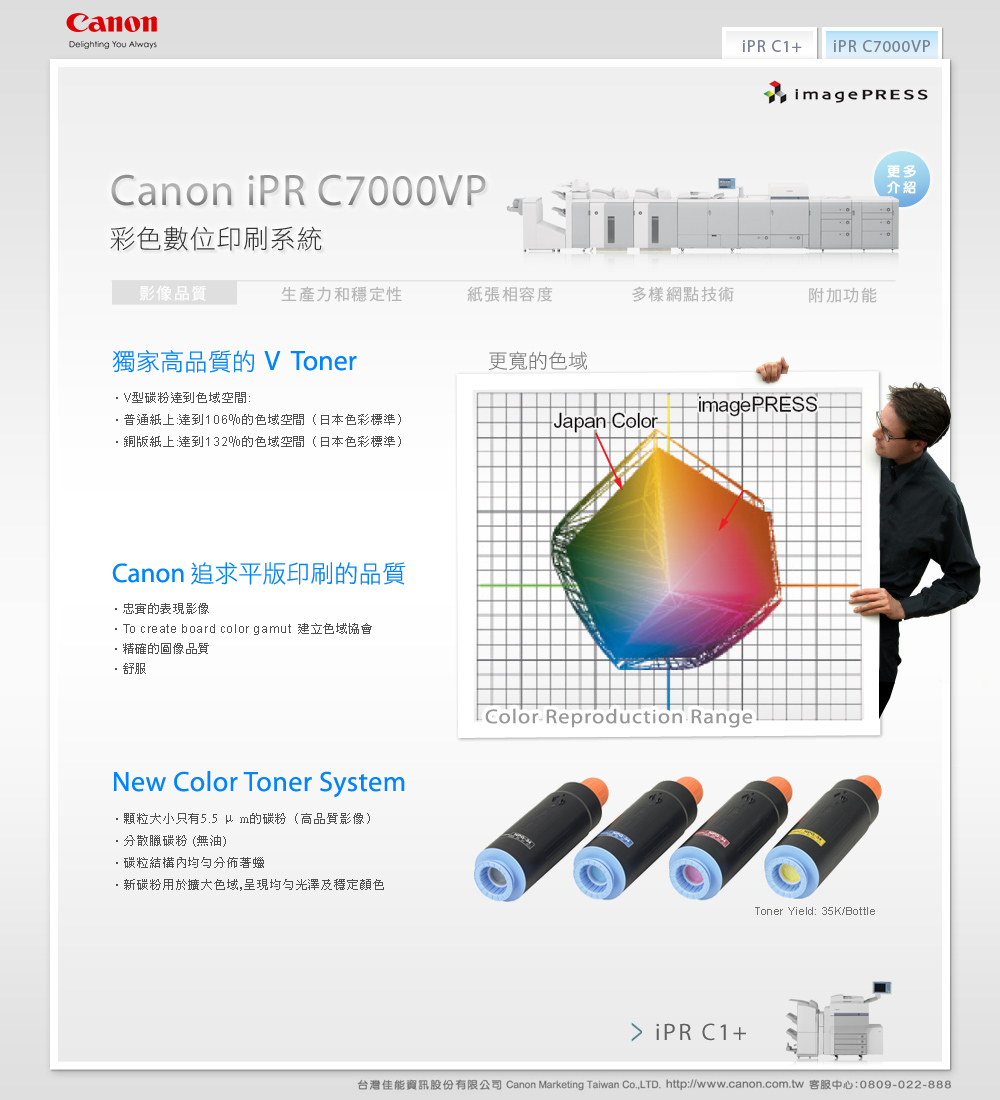 Canon
Delighting You Always
iPR C1+
iPR C7000VP
imagePRESS
Canon iPR C7000VP
彩色數位印刷系統
更多
介紹
影像品質
生產力和穩定性
紙張相容度
多樣網點技術
附加功能
獨家高品質的 V Toner
・V型碳粉達到色域空間:
・普通紙上:達到106%的色域空間（日本色彩標準）
・銅版紙上:達到132%的色域空間（日本色彩標準）
更寬的色域
imagePRESS
Japan Color
Color Reproduction Range
Canon 追求平版印刷的品質
・忠實的表現影像
・To create board color gamut 建立色域協會
・精確的圖像品質
・舒服
New Color Toner System
・顆粒大小只有5.5 μ m的碳粉（高品質影像）
・分散臘碳粉 (無油)
・碳粒結構內均勻分佈著蠟
・新碳粉用於擴大色域,呈現均勻光澤及穩定顏色
Toner Yield: 35K/Bottle
> iPR C1+
台灣佳能資訊股份有限公司 Canon Marketing Taiwan Co.,LTD. http://www.canon.com.tw 客服中心:0809-022-888